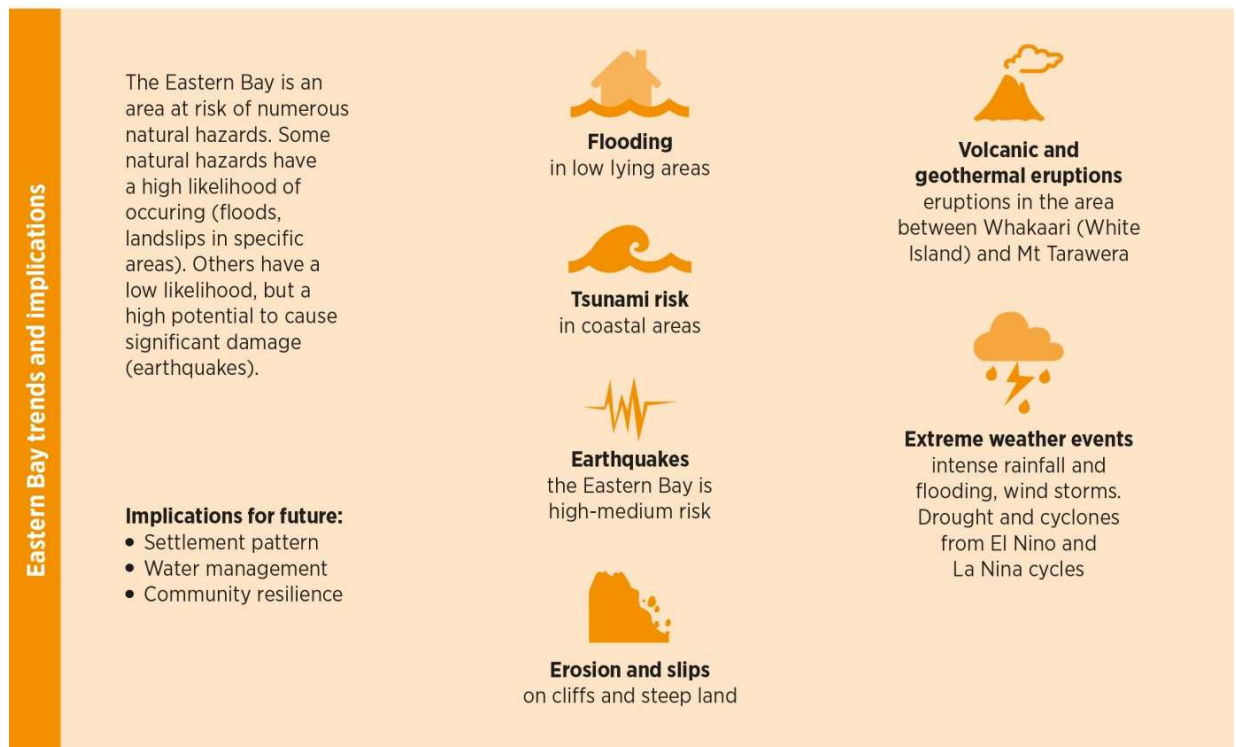 Eastern Bay trends and implications
The Eastern Bay is an
area at risk of numerous
natural hazards. Some
natural hazards have
a high likelihood of
occuring (floods,
landslips in specific
areas). Others have a
low likelihood, but a
high potential to cause
significant damage
(earthquakes).
Implications for future:
• Settlement pattern
• Water management
• Community resilience
Flooding
in low lying areas
Tsunami risk
in coastal areas
Earthquakes
the Eastern Bay is
high-medium risk
Erosion and slips
on cliffs and steep land
Volcanic and
geothermal eruptions
eruptions in the area
between Whakaari (White
Island) and Mt Tarawera
Extreme weather events
intense rainfall and
flooding, wind storms.
Drought and cyclones
from El Nino and
La Nina cycles